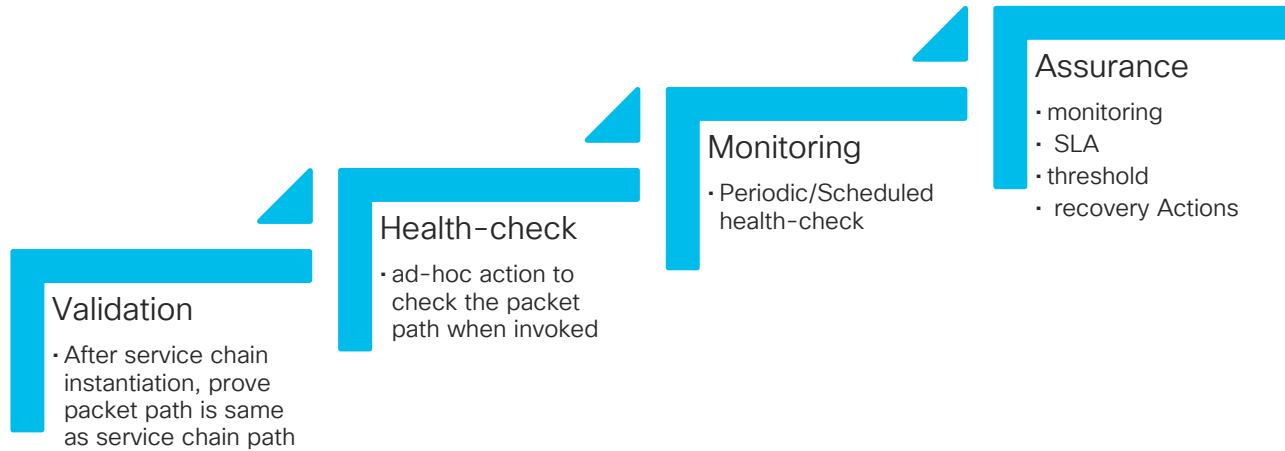 Validation
· After service chain
instantiation, prove
packet path is same
as service chain path
Health-check
· ad-hoc action to
check the packet
path when invoked
Monitoring
· Periodic/Scheduled
health-check
Assurance
· monitoring
· SLA
· threshold
· recovery Actions